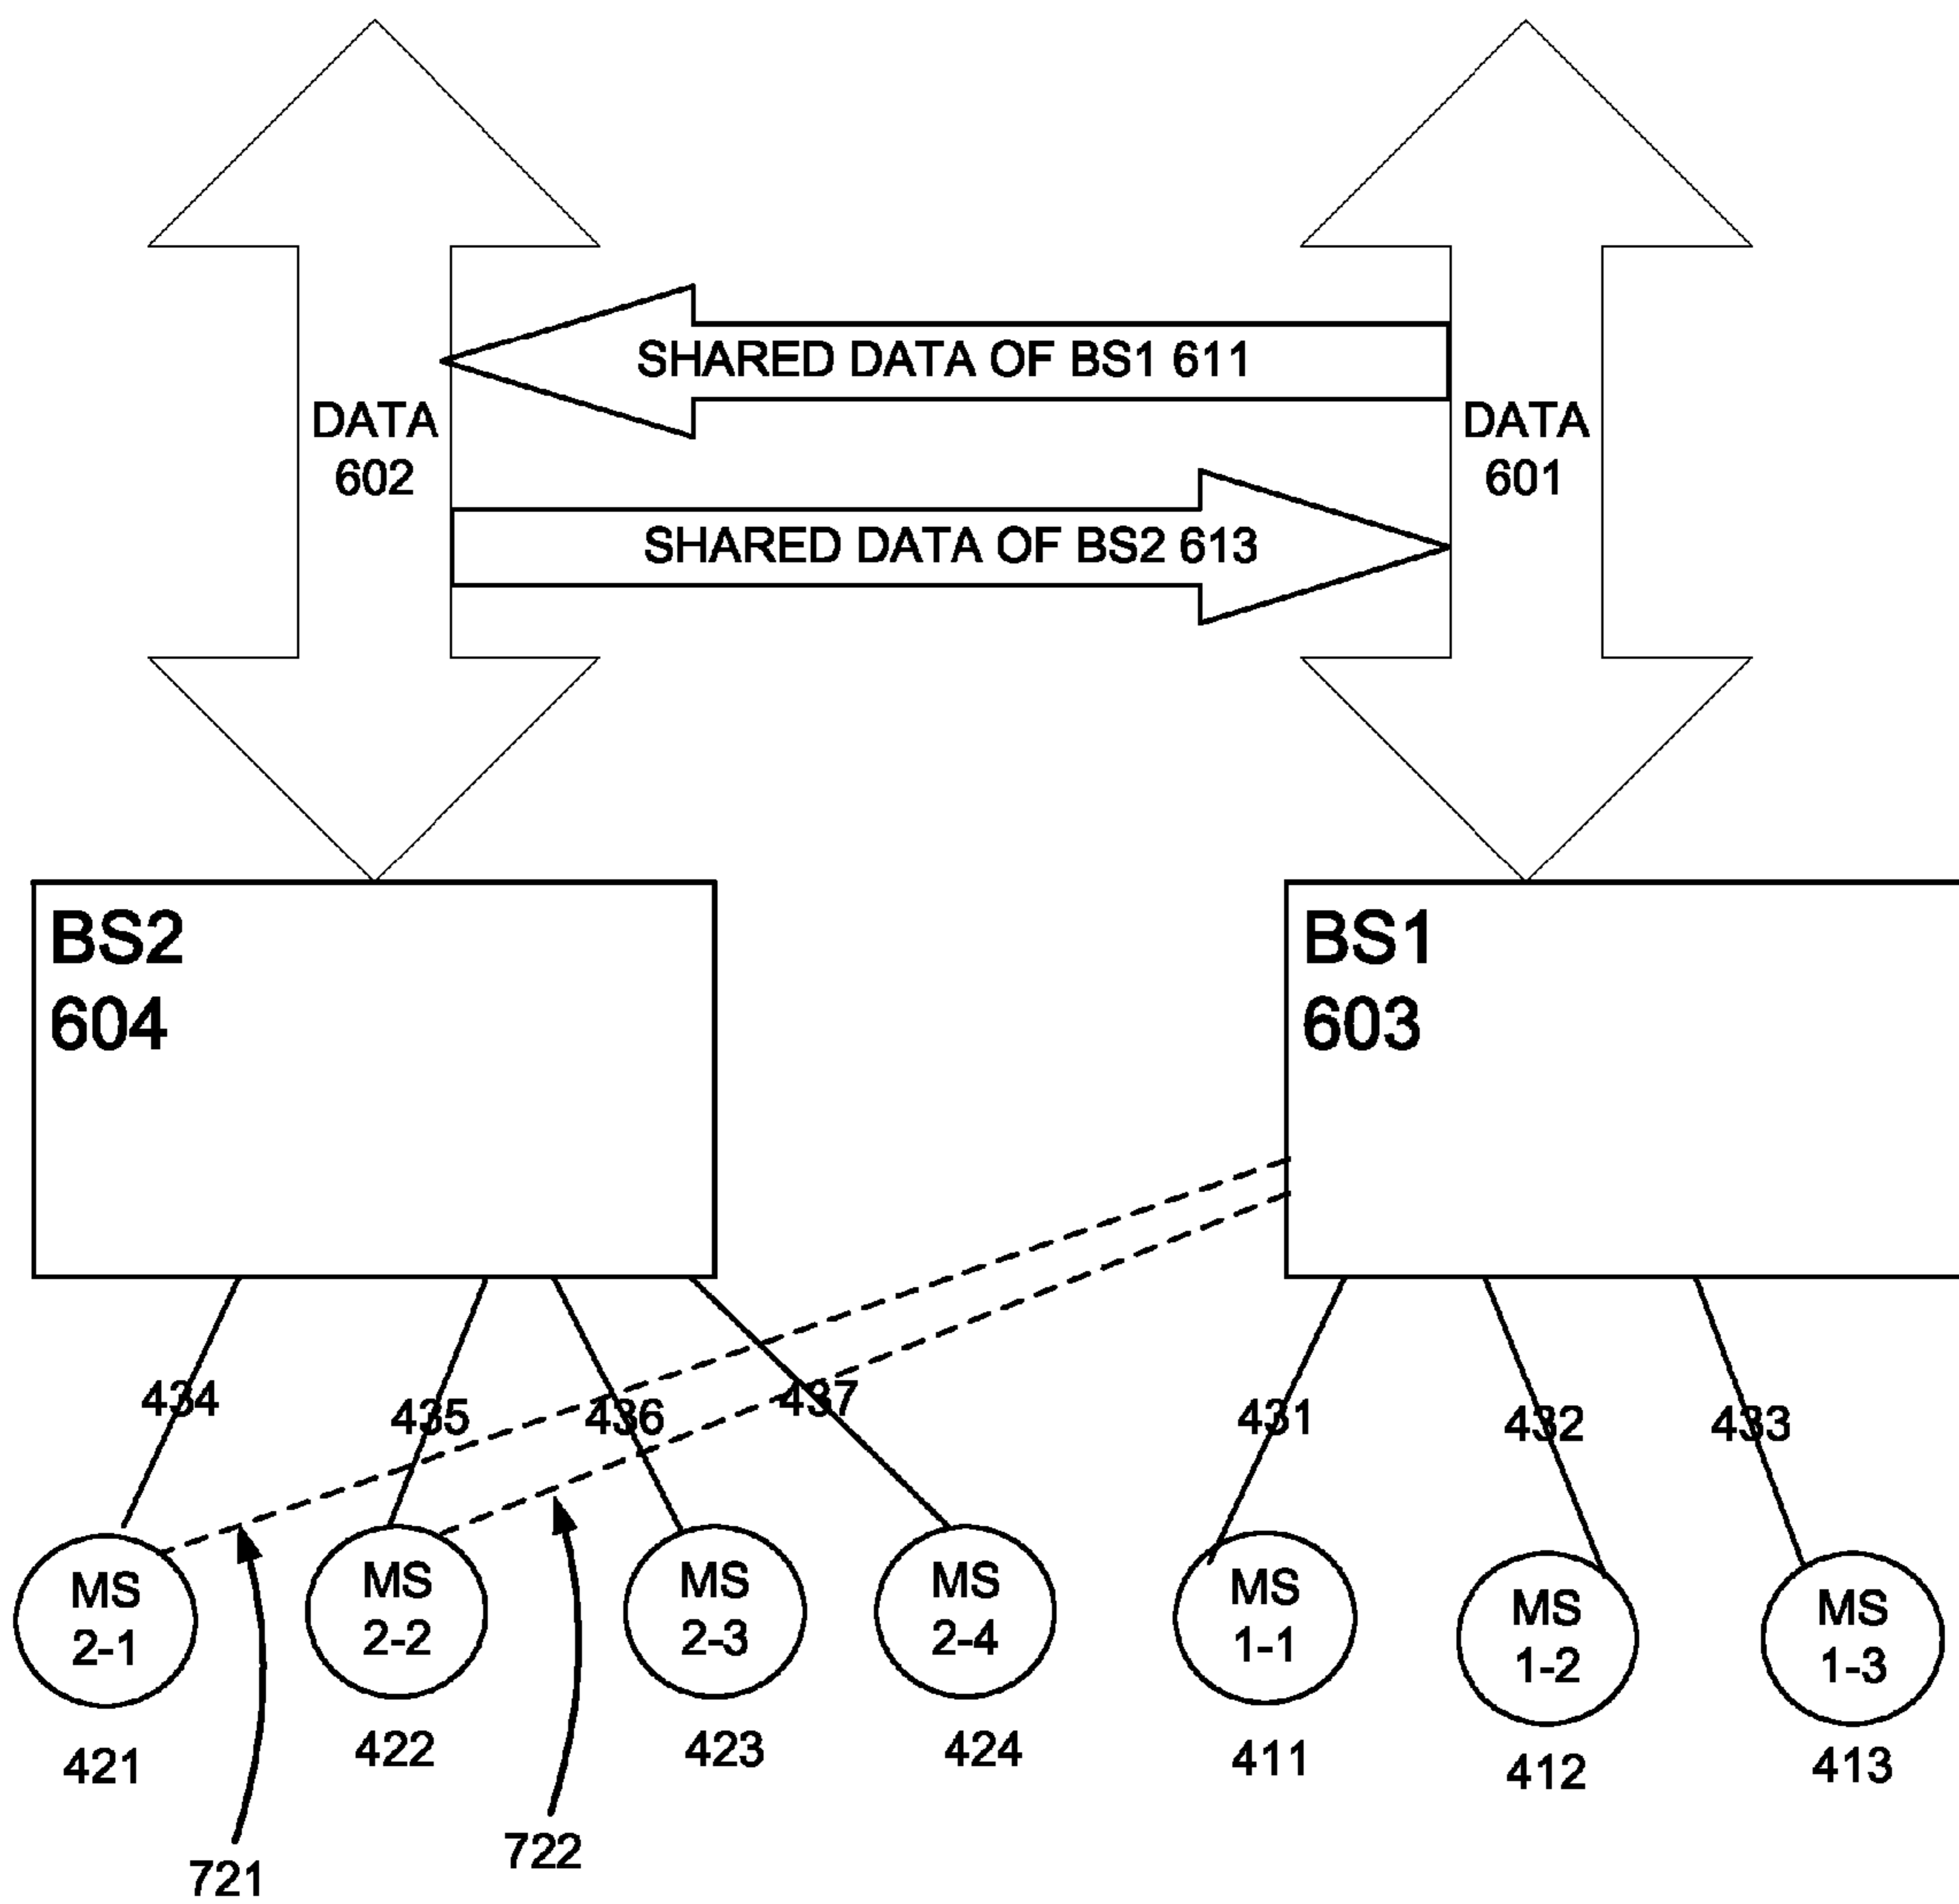 SHARED DATA OF BS1 611
DATA
602
DATA
601
SHARED DATA OF BS2 613
BS2
604
BS1
603
434
435
436
437
431
432
433
MS
2-1
MS
2-2
MS
2-3
MS
2-4
MS
1-1
MS
1-2
MS
1-3
421
422
423
424
411
412
413
721
722